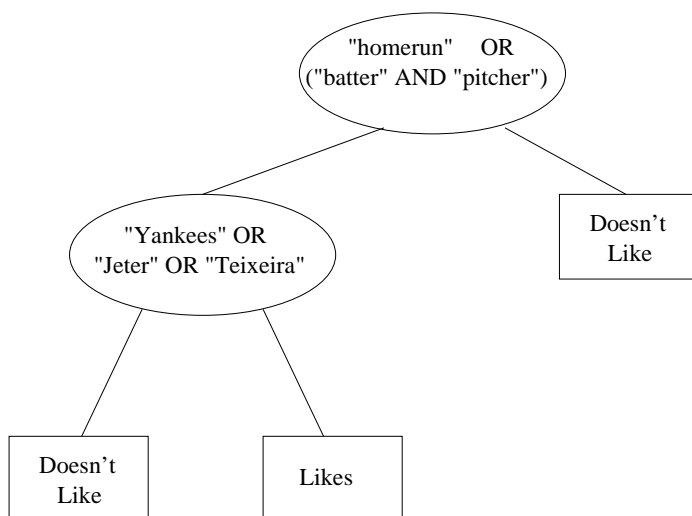 "homerun" OR
("batter" AND "pitcher")
"Yankees" OR
"Jeter" OR "Teixeira"
Doesn't
Like
Doesn't
Like
Likes